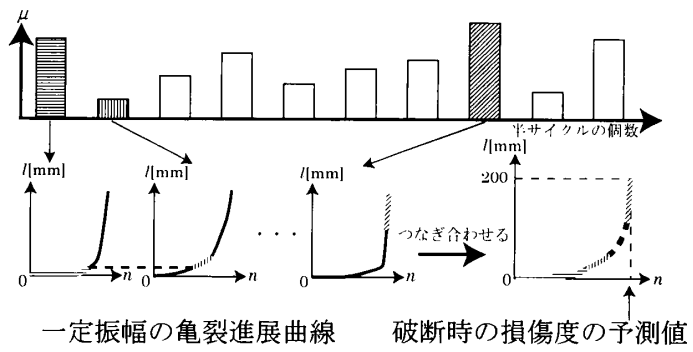 μ
半サイクルの個数
l[mm]
l[mm]
l[mm]
l[mm]
200
・・・
つなぎ合わせる
0
n
0
n
0
n
0
n
一定振幅の亀裂進展曲線
破断時の損傷度の予測値